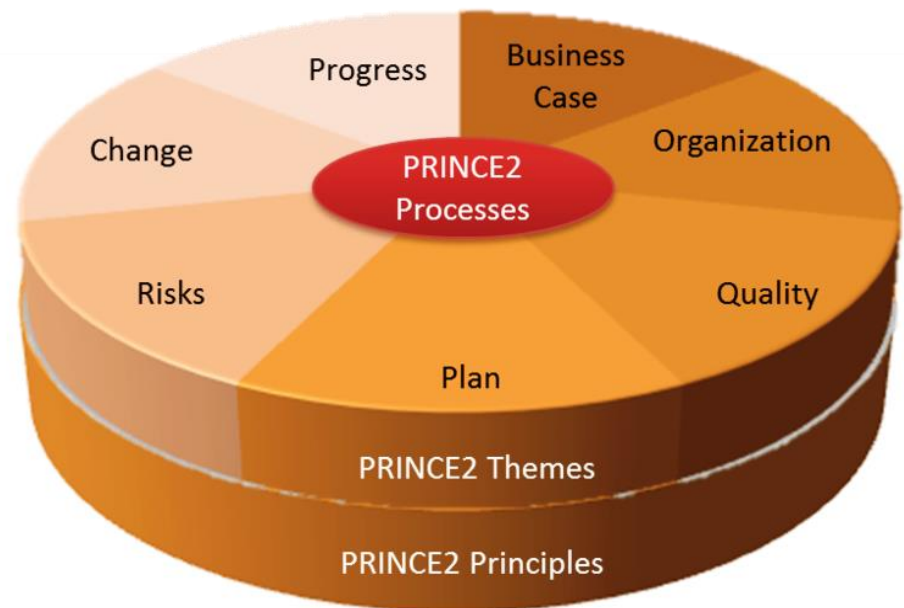 Progress
Business
Case
Change
Organization
PRINCE2
Processes
Risks
Quality
Plan
PRINCE2 Themes
PRINCE2 Principles